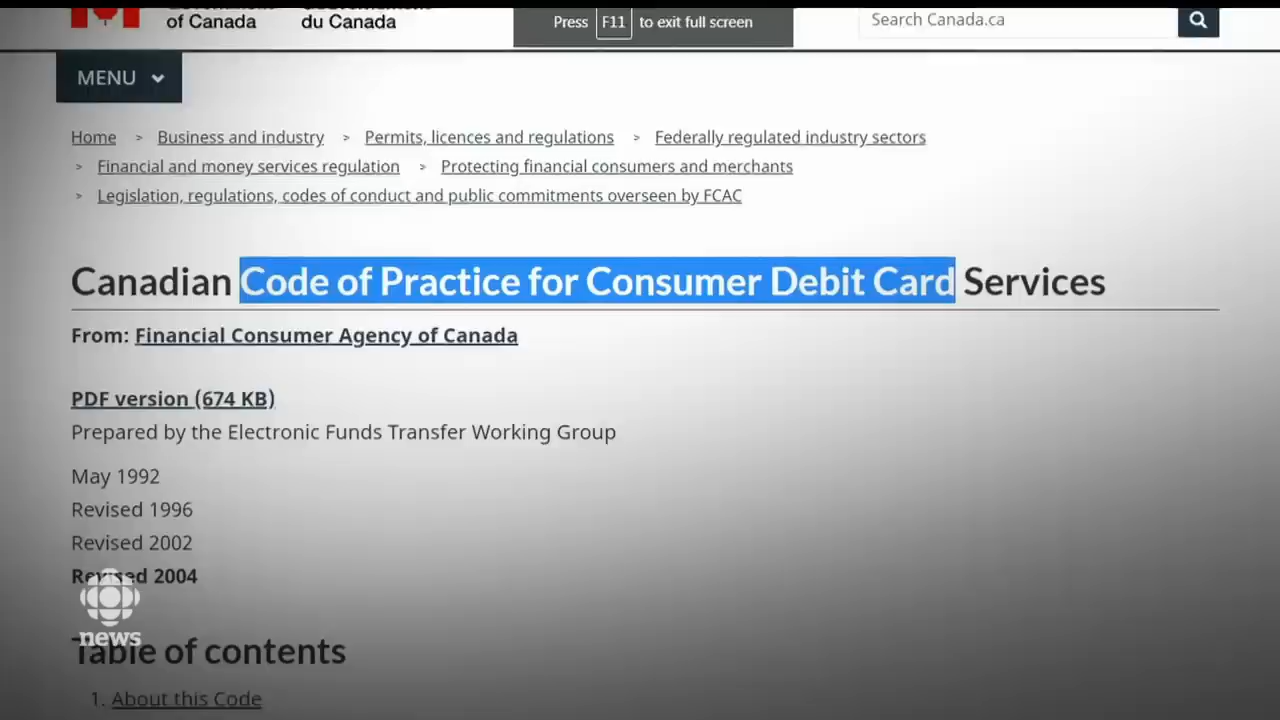 of Canada
du Canada
Press F11 to exit full screen
Search Canada.ca
MENU
Home > Business and industry > Permits, licences and regulations > Federally regulated industry sectors
> Financial and money services regulation > Protecting financial consumers and merchants
> Legislation, regulations, codes of conduct and public commitments overseen by FCAC
Canadian Code of Practice for Consumer Debit Card Services
From: Financial Consumer Agency of Canada
PDF version (674 KB)
Prepared by the Electronic Funds Transfer Working Group
May 1992
Revised 1996
Revised 2002
Revised 2004
news
Table of contents
1. About this Code